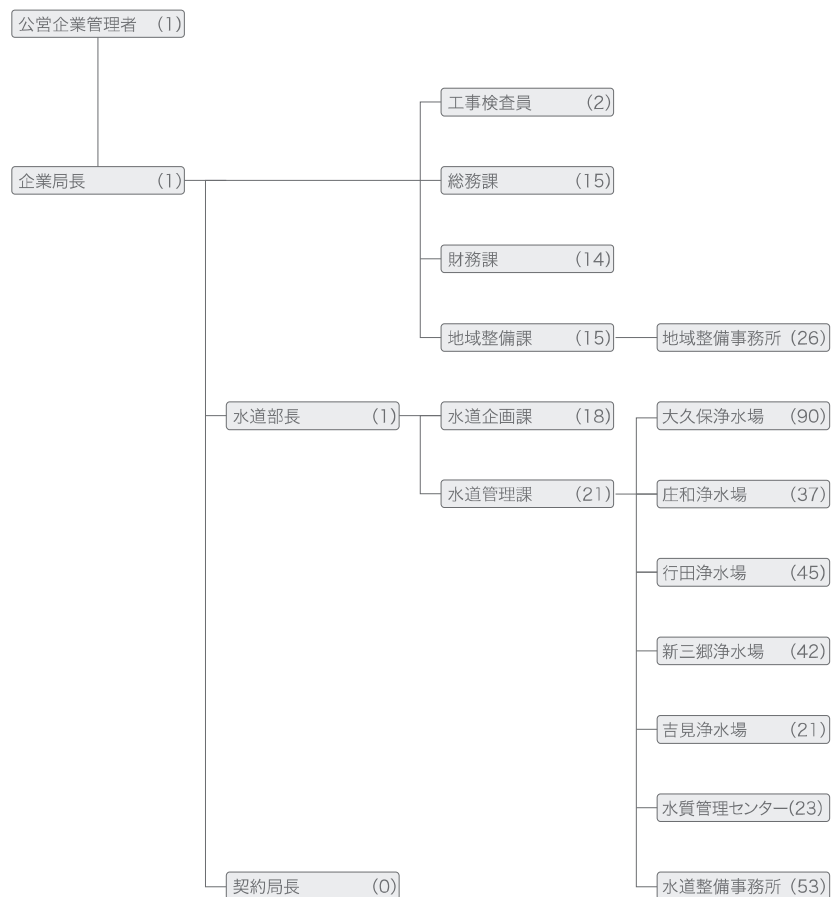 公営企業管理者 (1)
工事検査員 (2)
企業局長 (1)
総務課 (15)
財務課 (14)
地域整備課 (15)
地域整備事務所 (26)
水道部長 (1)
水道企画課 (18)
大久保浄水場 (90)
水道管理課 (21)
庄和浄水場 (37)
行田浄水場 (45)
新三郷浄水場 (42)
吉見浄水場 (21)
水質管理センター(23)
契約局長 (0)
水道整備事務所 (53)